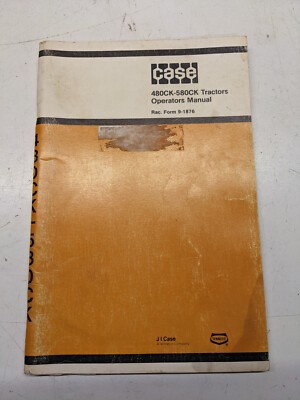 case
480CK-580CK Tractors
Operators Manual
Rac. Form 9-1876
J I Case